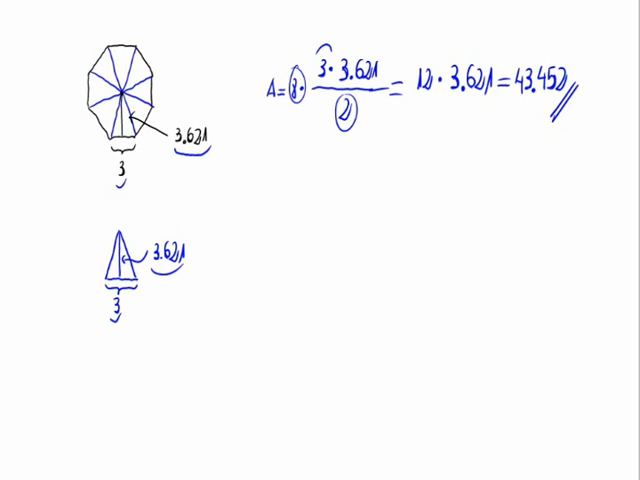 A = 8 · 3 · 3.621 / 2 = 12 · 3.621 = 43.452
3.621
3
3.621
3